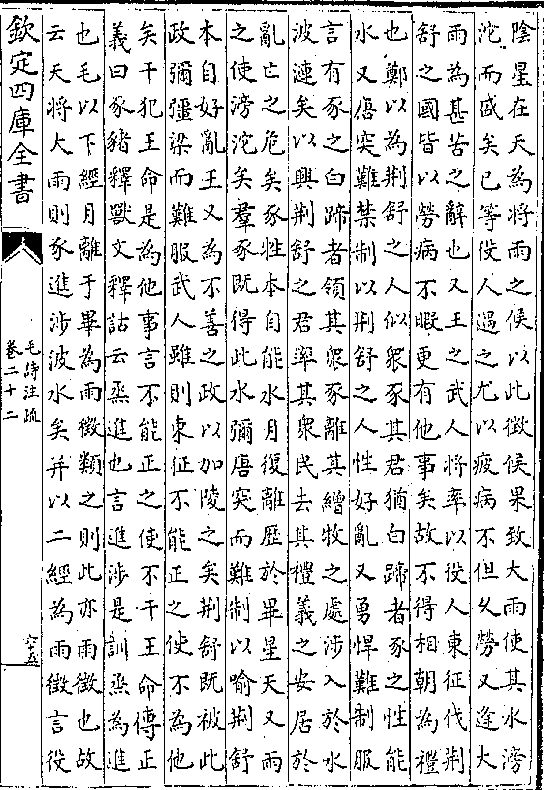 陰星在天為將雨之候以此徵候果致大雨使其水滂
沱而盛矣已等役人遇之尤以疲病不但久勞又逢大
雨為甚苦之辭也又王之武人將率以役人東征伐荆
舒之國皆以勞病不暇更有他事矣故不得相朝為禮
也鄭以為荆舒之人似衆豕其君猶白蹄者豕之性能
水又唐突難禁制以荆舒之人性好亂又勇悍難制服
言有豕之白蹄者領其衆豕離其繒牧之處涉入於水
波漣矣以興荆舒之君率其衆民去其禮義之安居於
亂亡之危矣豕性本自能水月復離歷於畢星天又雨
之使滂沱矣羣豕既得此水彌唐突而難制以喻荆舒
本自好亂王又為不善之政以加陵之矣荆舒既被此
政彌彊梁而難服武人雖則東征不能正之使不為他
矣干犯王命是為他事言不能正之使不干王命傳正
義曰豕豬釋獸文釋詁云烝進也言進涉是訓烝為進
也毛以下經月離于畢為雨徵類之則此亦雨徵也故
云天將大雨則豕進涉波水矣并以二經為雨徵言役
欽定四庫全書
毛詩注疏
卷二十二
六十五